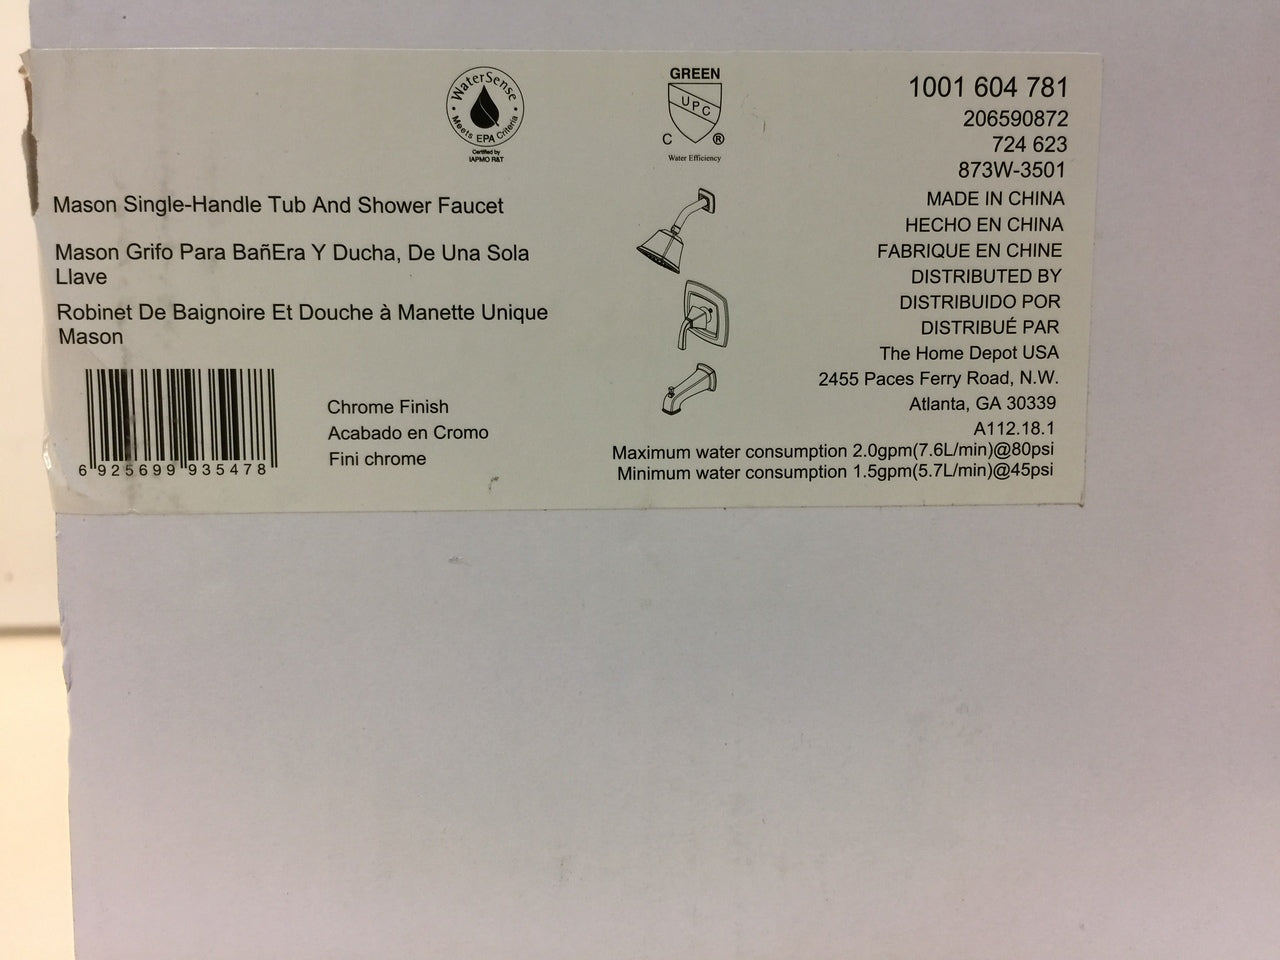 WaterSense
Meets EPA Criteria
Certified by
IAPMO R&T
GREEN
UPC
C ®
Water Efficiency
1001 604 781
206590872
724 623
873W-3501
MADE IN CHINA
HECHO EN CHINA
FABRIQUE EN CHINE
DISTRIBUTED BY
DISTRIBUIDO POR
DISTRIBUÉ PAR
The Home Depot USA
2455 Paces Ferry Road, N.W.
Atlanta, GA 30339
A112.18.1
Maximum water consumption 2.0gpm(7.6L/min)@80psi
Minimum water consumption 1.5gpm(5.7L/min)@45psi
Mason Single-Handle Tub And Shower Faucet
Mason Grifo Para BañEra Y Ducha, De Una Sola
Llave
Robinet De Baignoire Et Douche à Manette Unique
Mason
Chrome Finish
Acabado en Cromo
Fini chrome
6 925699 935478